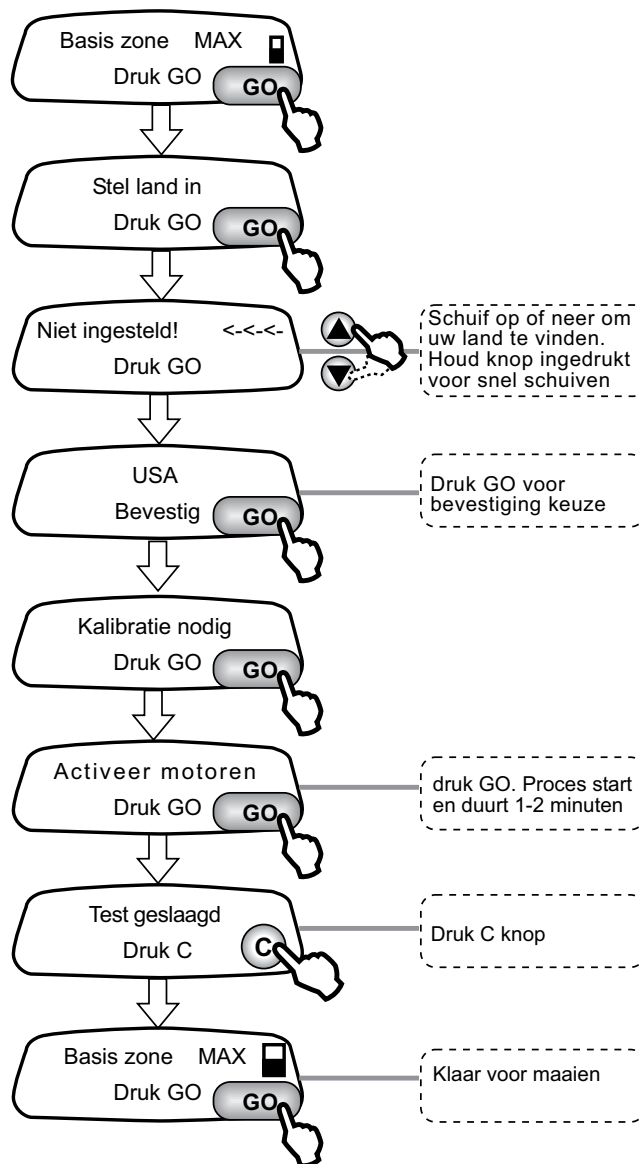 Basis zone MAX
Druk GO GO
Stel land in
Druk GO GO
Niet ingesteld! <-<-<-
Druk GO
Schuif op of neer om
uw land te vinden.
Houd knop ingedrukt
voor snel schuiven
USA
Bevestig GO
Druk GO voor
bevestiging keuze
Kalibratie nodig
Druk GO GO
Activeer motoren
Druk GO GO
druk GO. Proces start
en duurt 1-2 minuten
Test geslaagd
Druk C C
Druk C knop
Basis zone MAX
Druk GO GO
Klaar voor maaien